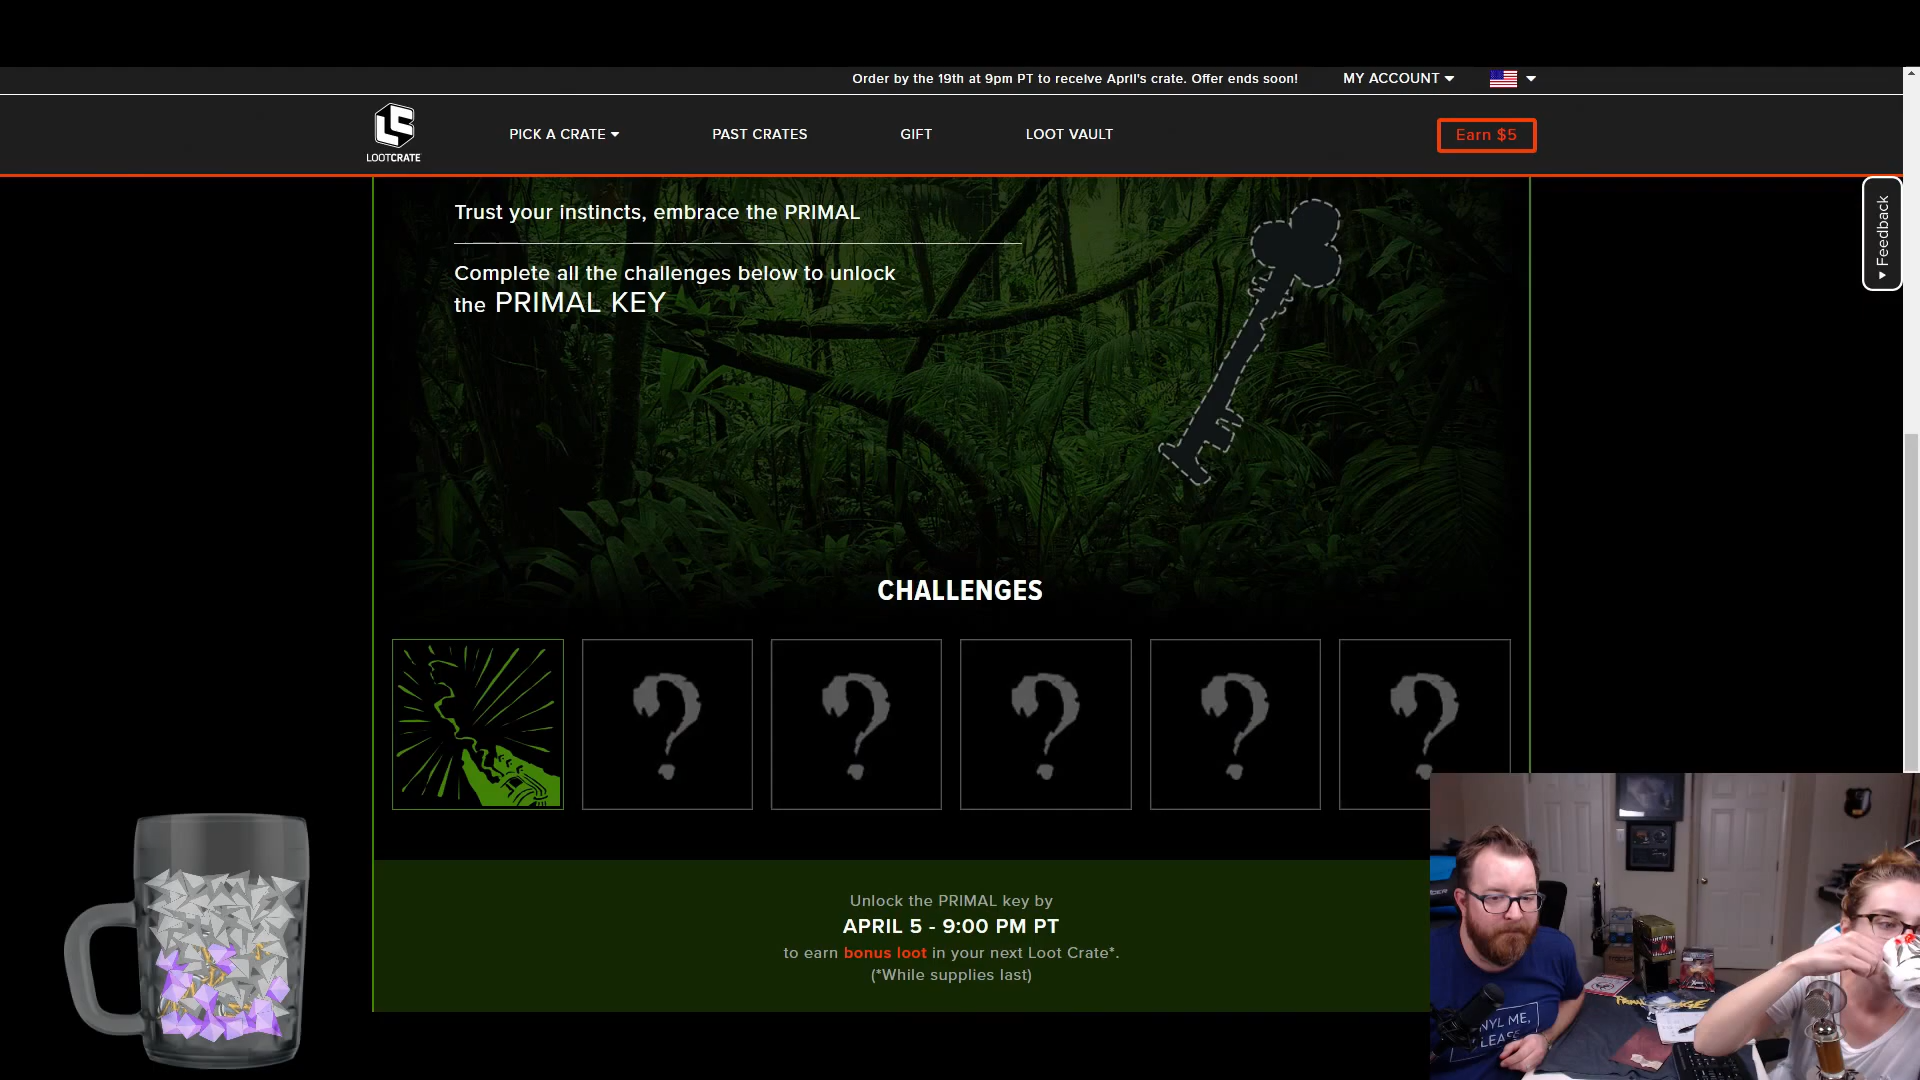 Order by the 19th at 9pm PT to receive April's crate. Offer ends soon!
MY ACCOUNT
LOOTCRATE
PICK A CRATE
PAST CRATES
GIFT
LOOT VAULT
Earn $5
Feedback
Trust your instincts, embrace the PRIMAL
Complete all the challenges below to unlock
the PRIMAL KEY
CHALLENGES
?
?
?
?
?
Unlock the PRIMAL key by
APRIL 5 - 9:00 PM PT
to earn bonus loot in your next Loot Crate*.
(*While supplies last)